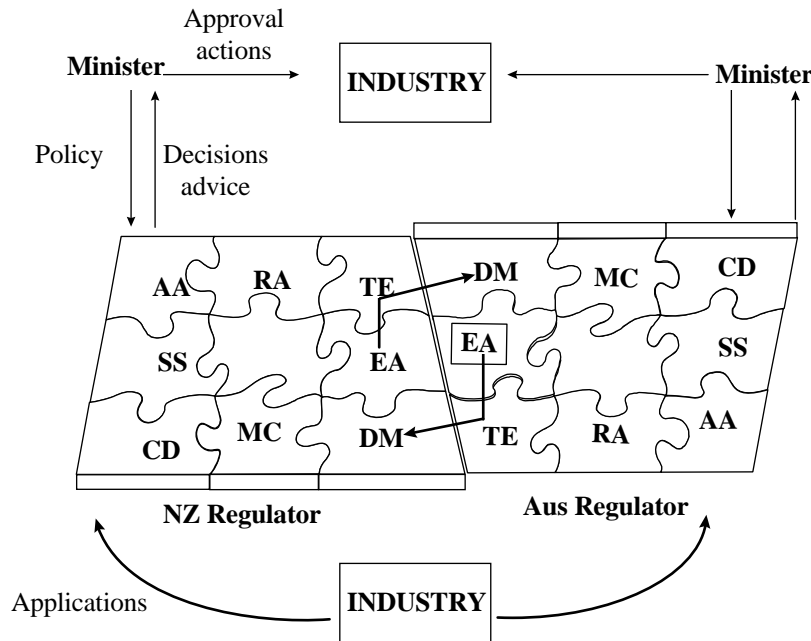 Approval
actions
Minister
INDUSTRY
Minister
Policy
Decisions
advice
AA
RA
TE
DM
MC
CD
SS
EA
EA
SS
CD
MC
DM
TE
RA
AA
NZ Regulator
Aus Regulator
Applications
INDUSTRY